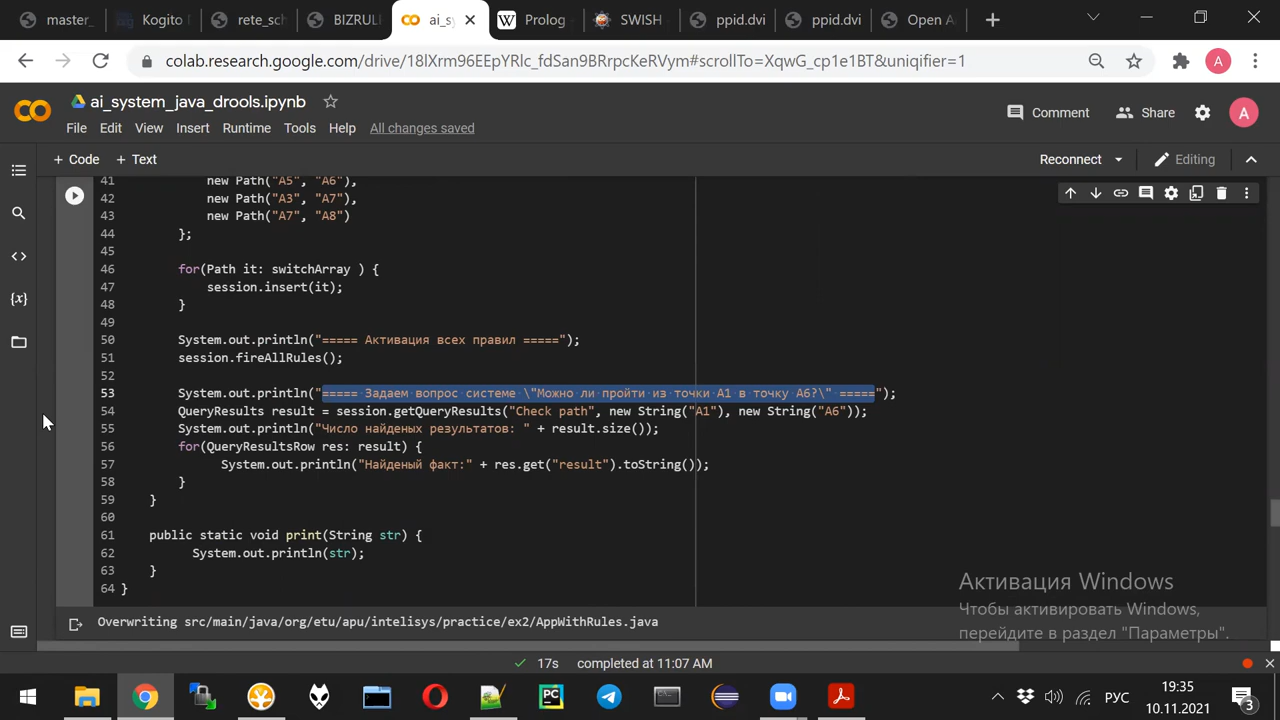 master_
Kogito
rete_sch
BIZRUL
ai_sy
Prolog
SWISH
ppid.dvi
ppid.dvi
Open A
colab.research.google.com/drive/18lXrm96EEpYRlc_fdSan9BRrpcKeRVym#scrollTo=XqwG_cp1e1BT&uniqifier=1
A
ai_system_java_drools.ipynb
Comment
Share
A
File Edit View Insert Runtime Tools Help All changes saved
+ Code + Text
Reconnect
Editing
41 new Path("A5", "A6"),
42 new Path("A3", "A7"),
43 new Path("A7", "A8")
44 };
45
46 for(Path it: switchArray ) {
47 session.insert(it);
48 }
49
50 System.out.println("===== Активация всех правил =====");
51 session.fireAllRules();
52
53 System.out.println("===== Задаем вопрос системе \"Можно ли пройти из точки A1 в точку A6?\" =====");
54 QueryResults result = session.getQueryResults("Check path", new String("A1"), new String("A6"));
55 System.out.println("Число найденых результатов: " + result.size());
56 for(QueryResultsRow res: result) {
57 System.out.println("Найденый факт:" + res.get("result").toString());
58 }
59 }
60
61 public static void print(String str) {
62 System.out.println(str);
63 }
64 }
Активация Windows
Чтобы активировать Windows,
перейдите в раздел "Параметры".
Overwriting src/main/java/org/etu/apu/intelisys/practice/ex2/AppWithRules.java
17s completed at 11:07 AM
РУС
19:35
10.11.2021
3